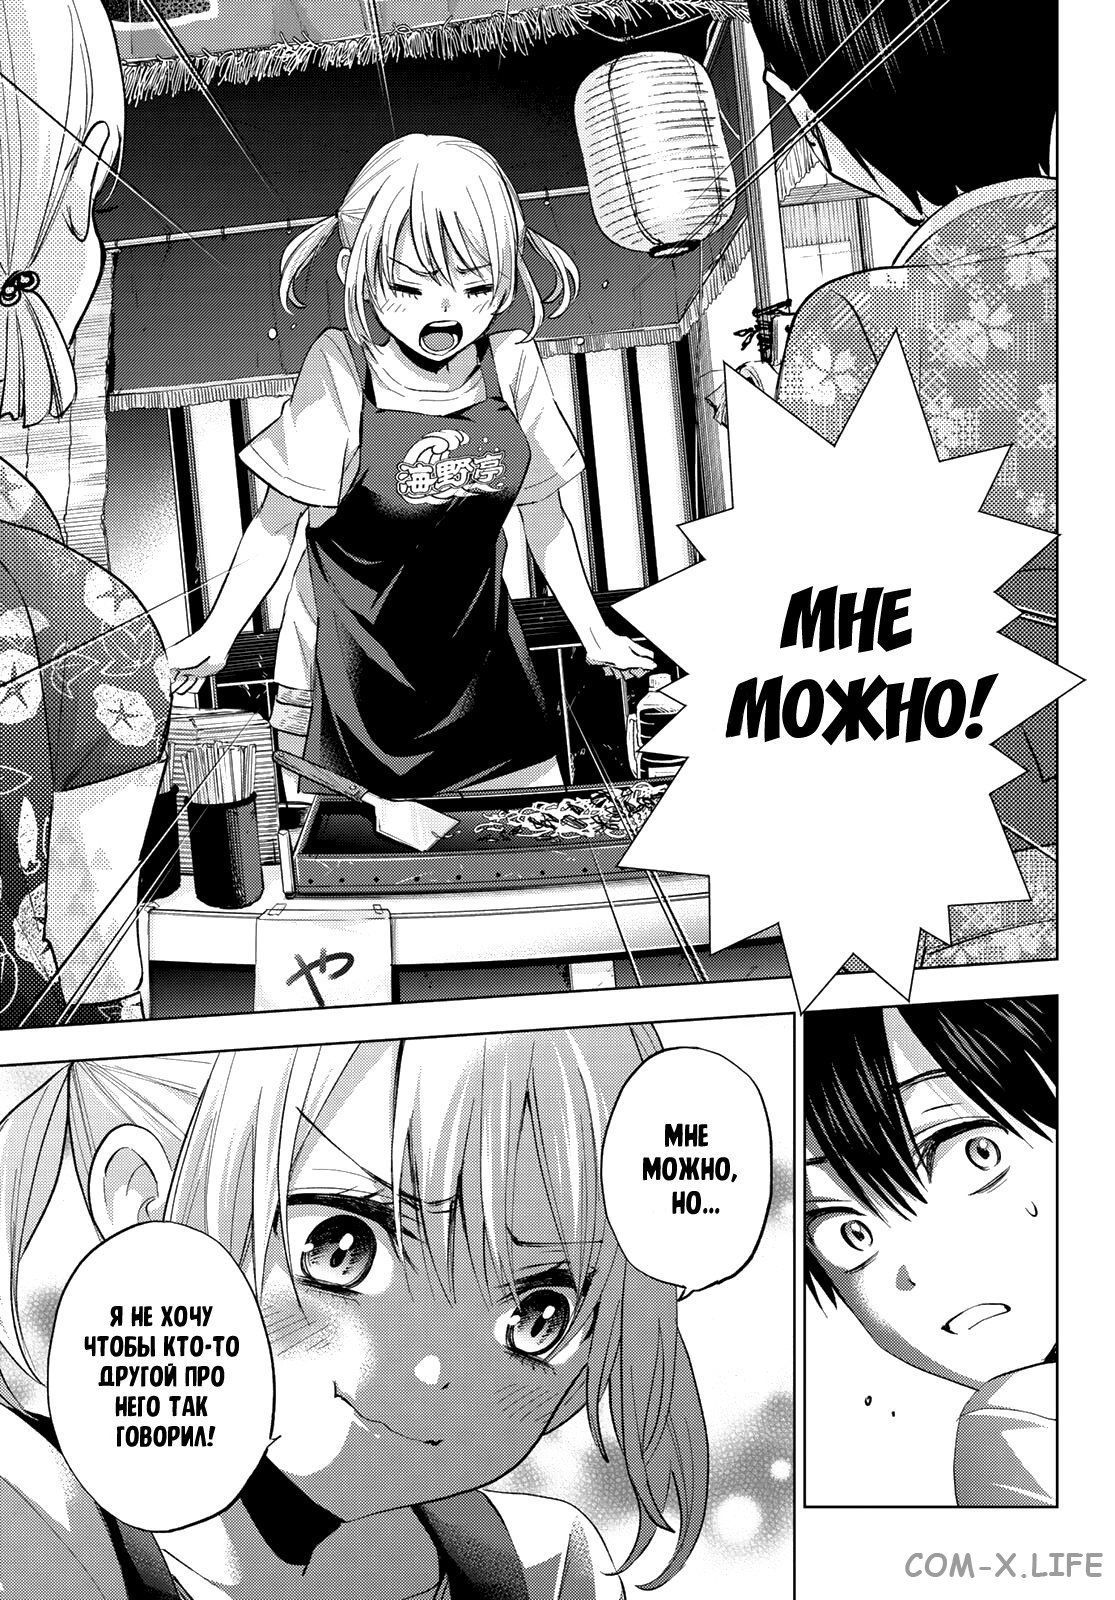 海野亭
МНЕ
МОЖНО!
や
МНЕ
МОЖНО,
НО...
Я НЕ ХОЧУ
ЧТОБЫ КТО-ТО
ДРУГОЙ ПРО
НЕГО ТАК
ГОВОРИЛ!
COM-X.LIFE